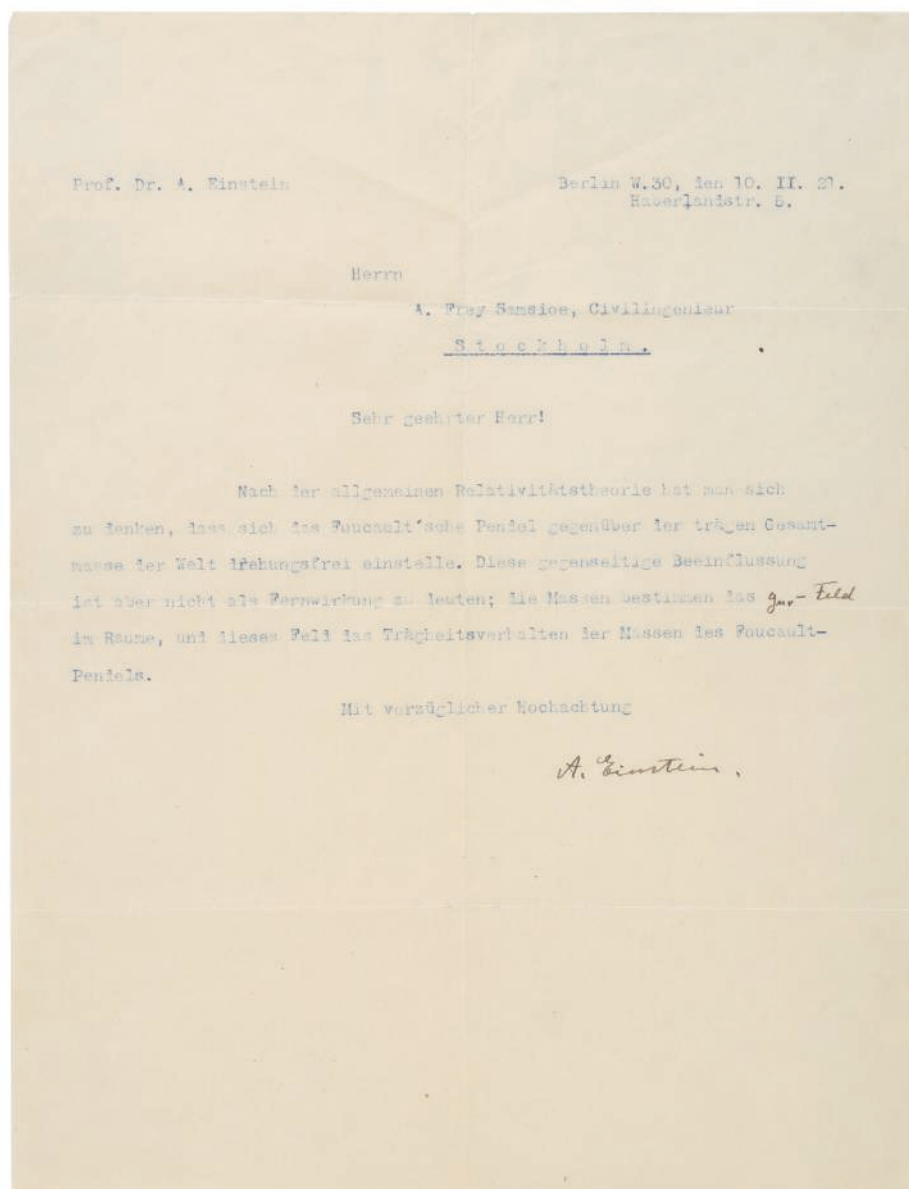 Prof. Dr. A. Einstein
Berlin W.30, den 10. II. 21.
Haberlandstr. 5.
Herrn
A. Frey Samsioe, Civilingenieur
Stockholm.
Sehr geehrter Herr!
Nach der allgemeinen Relativitätstheorie hat man sich
zu denken, dass sich das Foucault'sche Pendel gegenüber der trägen Gesamt-
masse der Welt drehungsfrei einstelle. Diese gegenseitige Beeinflussung
ist aber nicht als Fernwirkung zu deuten; die Massen bestimmen das gμν-Feld
im Raume, und dieses Feld das Trägheitsverhalten der Massen des Foucault-
Pendels.
Mit vorzüglicher Hochachtung
A. Einstein.